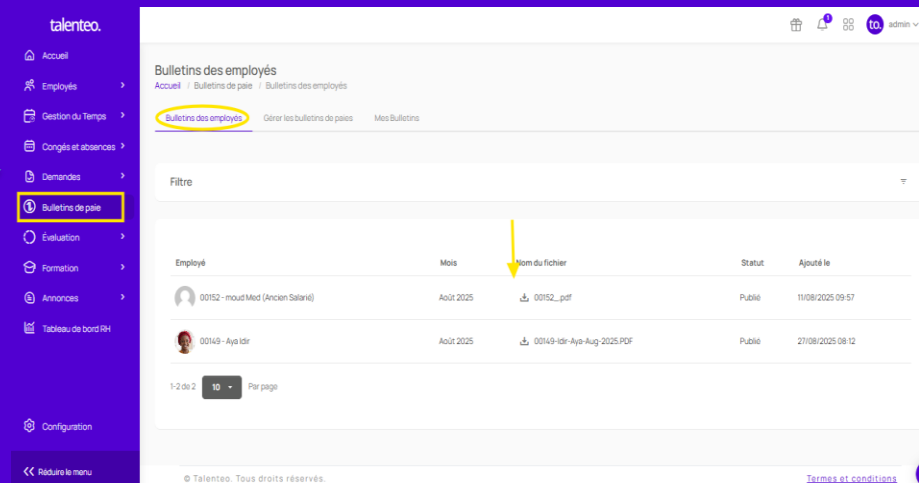 talenteo.
1
to.
admin
Accueil
Employés
Gestion du Temps
Congés et absences
Demandes
Bulletins de paie
Évaluation
Formation
Annonces
Tableau de bord RH
Configuration
Réduire le menu
Bulletins des employés
Accueil / Bulletins de paie / Bulletins des employés
Bulletins des employés Gérer les bulletins de paies Mes Bulletins
Filtre
Employé Mois Nom du fichier Statut Ajouté le
00152 - moud Med (Ancien Salarié) Août 2025 00152_.pdf Publié 11/08/2025 09:57
00149 - Aya Idir Août 2025 00149-Idir-Aya-Aug-2025.PDF Publié 27/08/2025 08:12
1-2 de 2 10 Par page
© Talenteo. Tous droits réservés. Termes et conditions